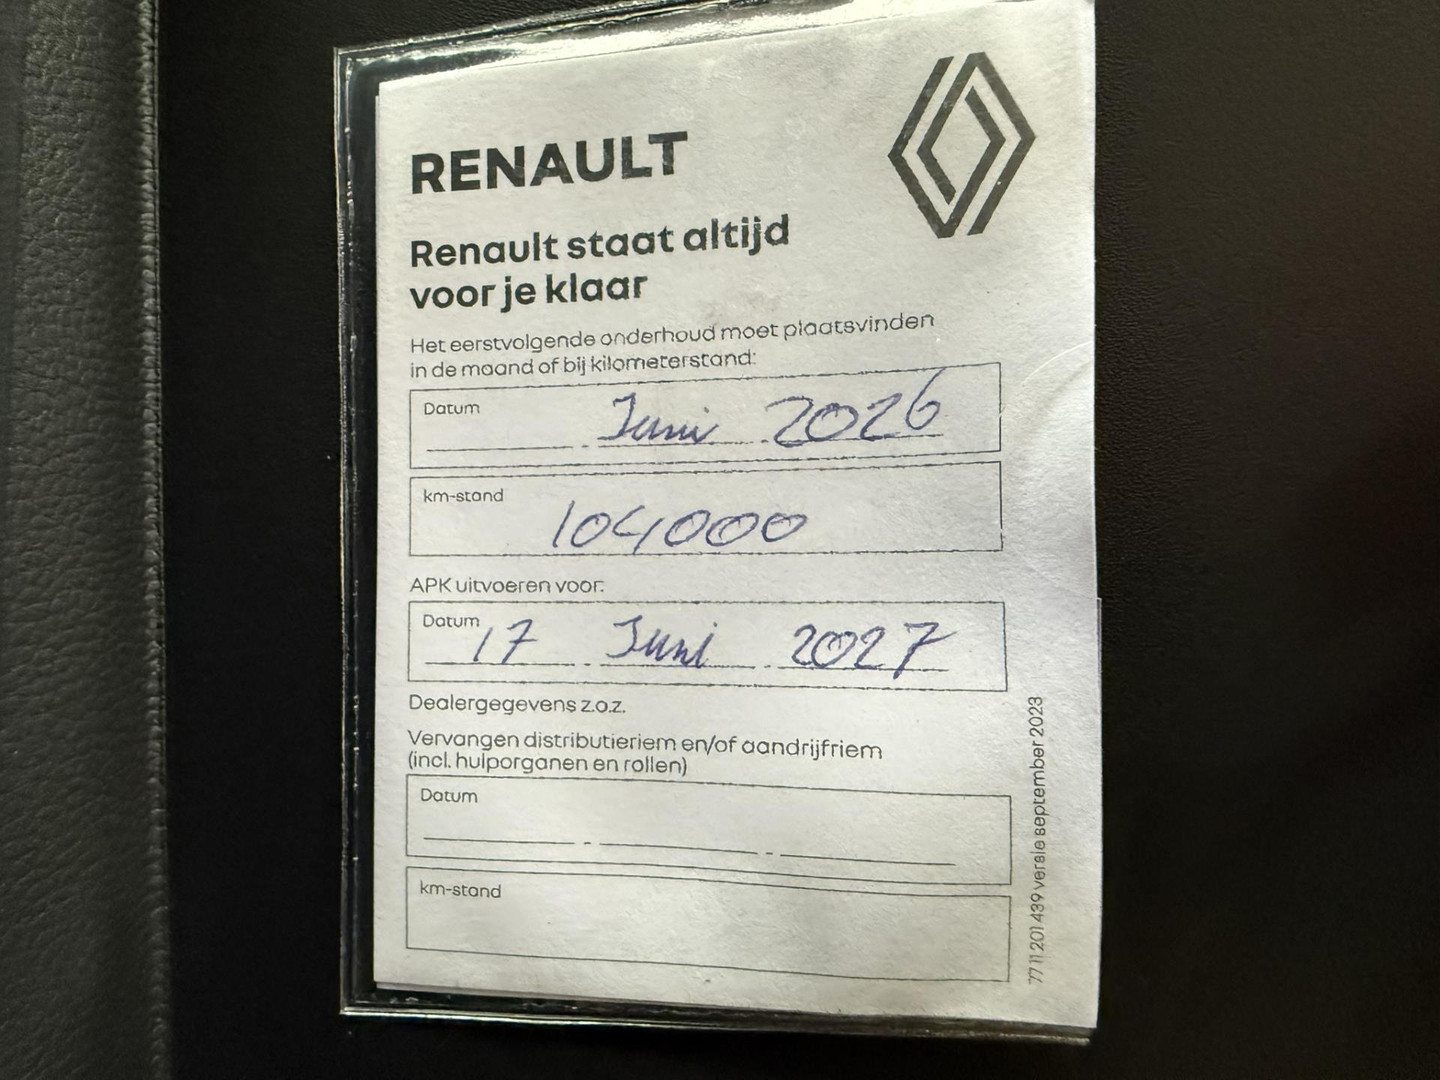 RENAULT
Renault staat altijd
voor je klaar
Het eerstvolgende onderhoud moet plaatsvinden
in de maand of bij kilometerstand:
Datum Juni 2026
km-stand 104000
APK uitvoeren voor:
Datum 17 Juni 2027
Dealergegevens z.o.z.
Vervangen distributieriem en/of aandrijfriem
(incl. hulporganen en rollen)
Datum
km-stand
77 11 201 439 versie september 2023